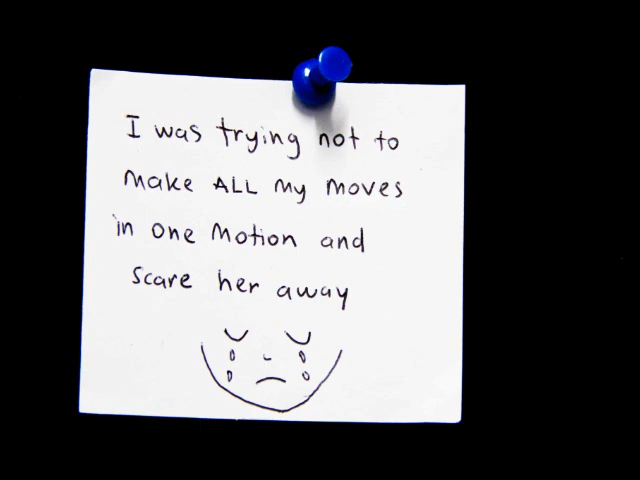 I was trying not to
make ALL my moves
in one motion and
scare her away